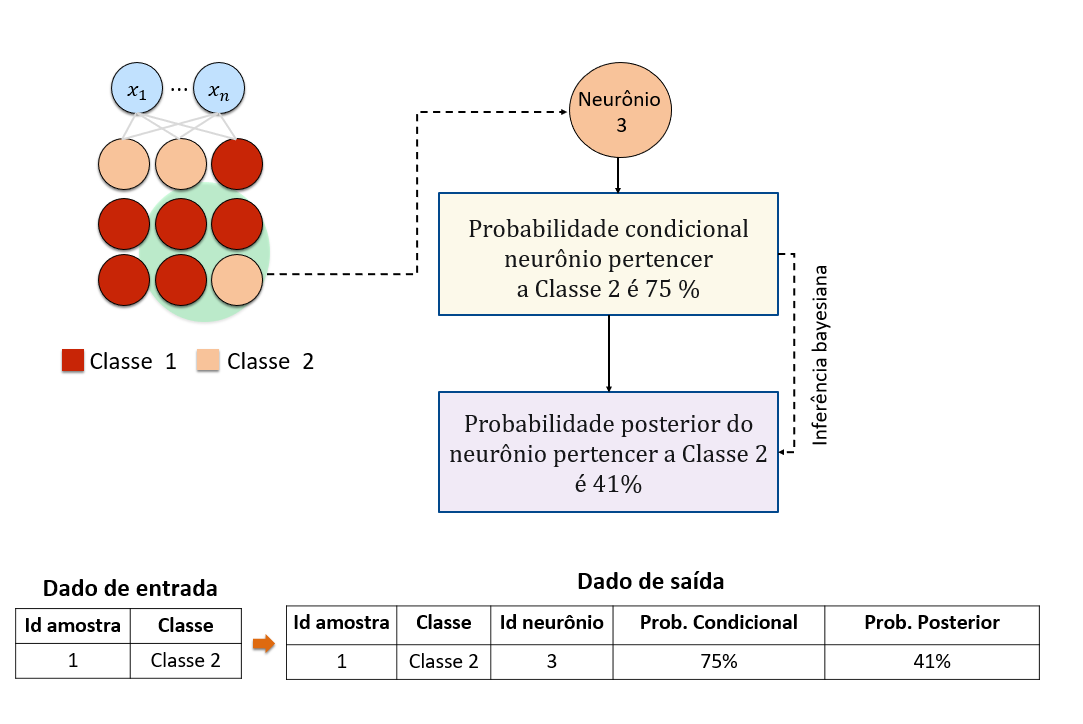 x1 ... xn
Neurônio
3
Probabilidade condicional
neurônio pertencer
a Classe 2 é 75 %
Inferência bayesiana
Classe 1 Classe 2
Probabilidade posterior do
neurônio pertencer a Classe 2
é 41%
Dado de entrada
Id amostra Classe
1 Classe 2
Dado de saída
Id amostra Classe Id neurônio Prob. Condicional Prob. Posterior
1 Classe 2 3 75% 41%